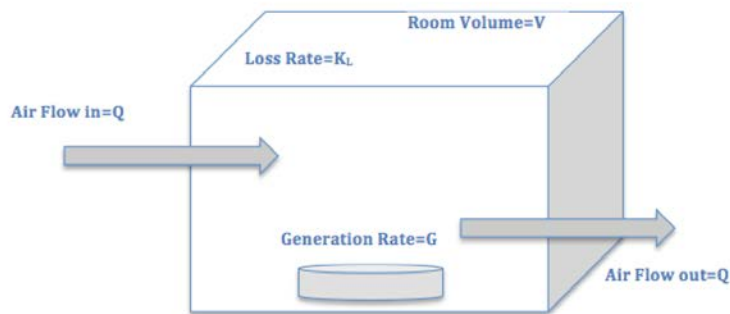 Room Volume=V
Loss Rate=KL
Air Flow in=Q
Generation Rate=G
Air Flow out=Q